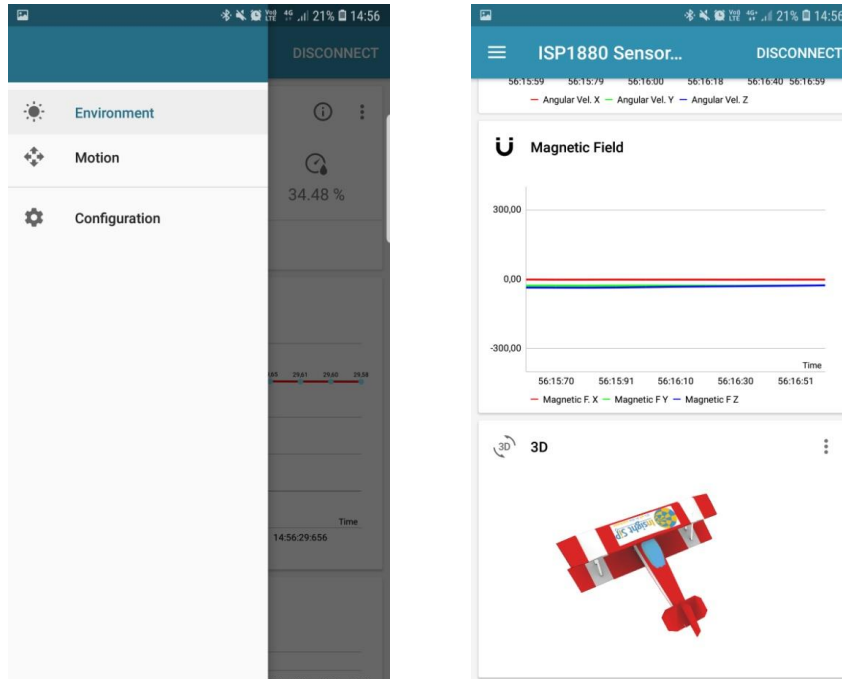 21% 14:56
DISCONNECT
Environment
Motion
34.48 %
Configuration
,65 29,61 29,60 29,58
Time
14:56:29:656
21% 14:56
ISP1880 Sensor... DISCONNECT
56:15:59 56:15:79 56:16:00 56:16:18 56:16:40 56:16:59
Angular Vel. X Angular Vel. Y Angular Vel. Z
Magnetic Field
300,00
0,00
-300,00
Time
56:15:70 56:15:91 56:16:10 56:16:30 56:16:51
Magnetic F. X Magnetic F Y Magnetic F Z
3D 3D
Insight SiP